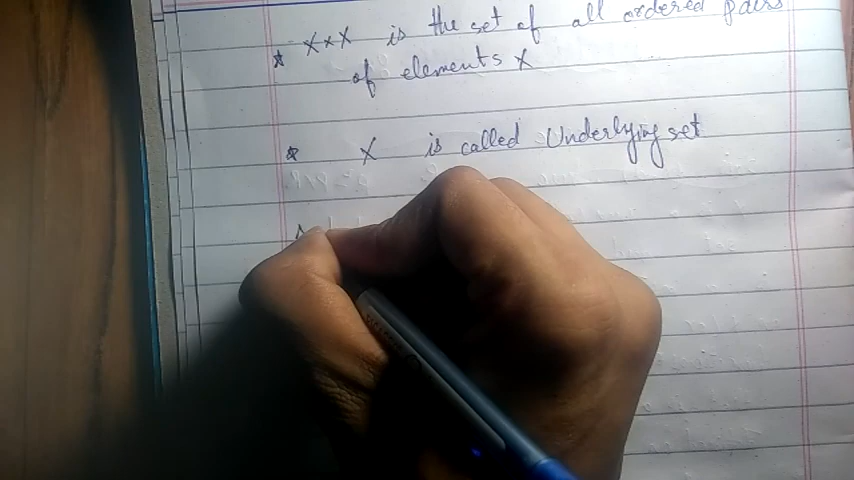 * X×X is the set of all ordered pairs
of elements X
* X is called Underlying set